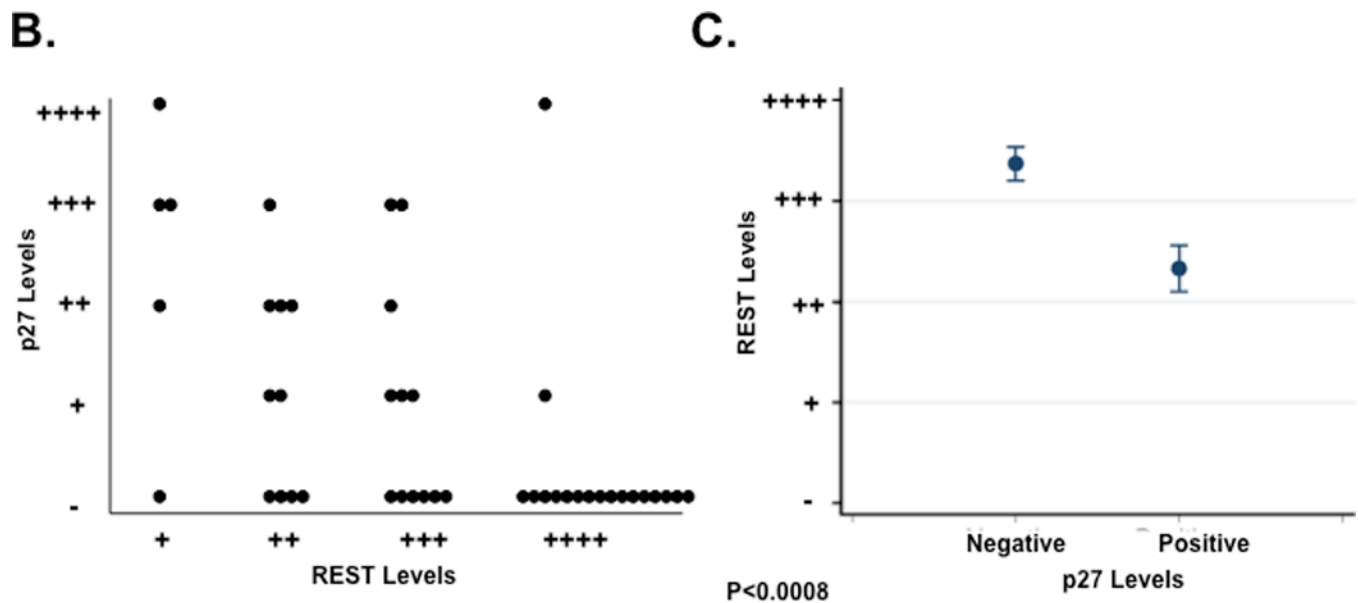 B.
++++
+++
++
+
-
p27 Levels
+ ++ +++ ++++
REST Levels
C.
++++
+++
++
+
-
REST Levels
Negative Positive
p27 Levels
P<0.0008